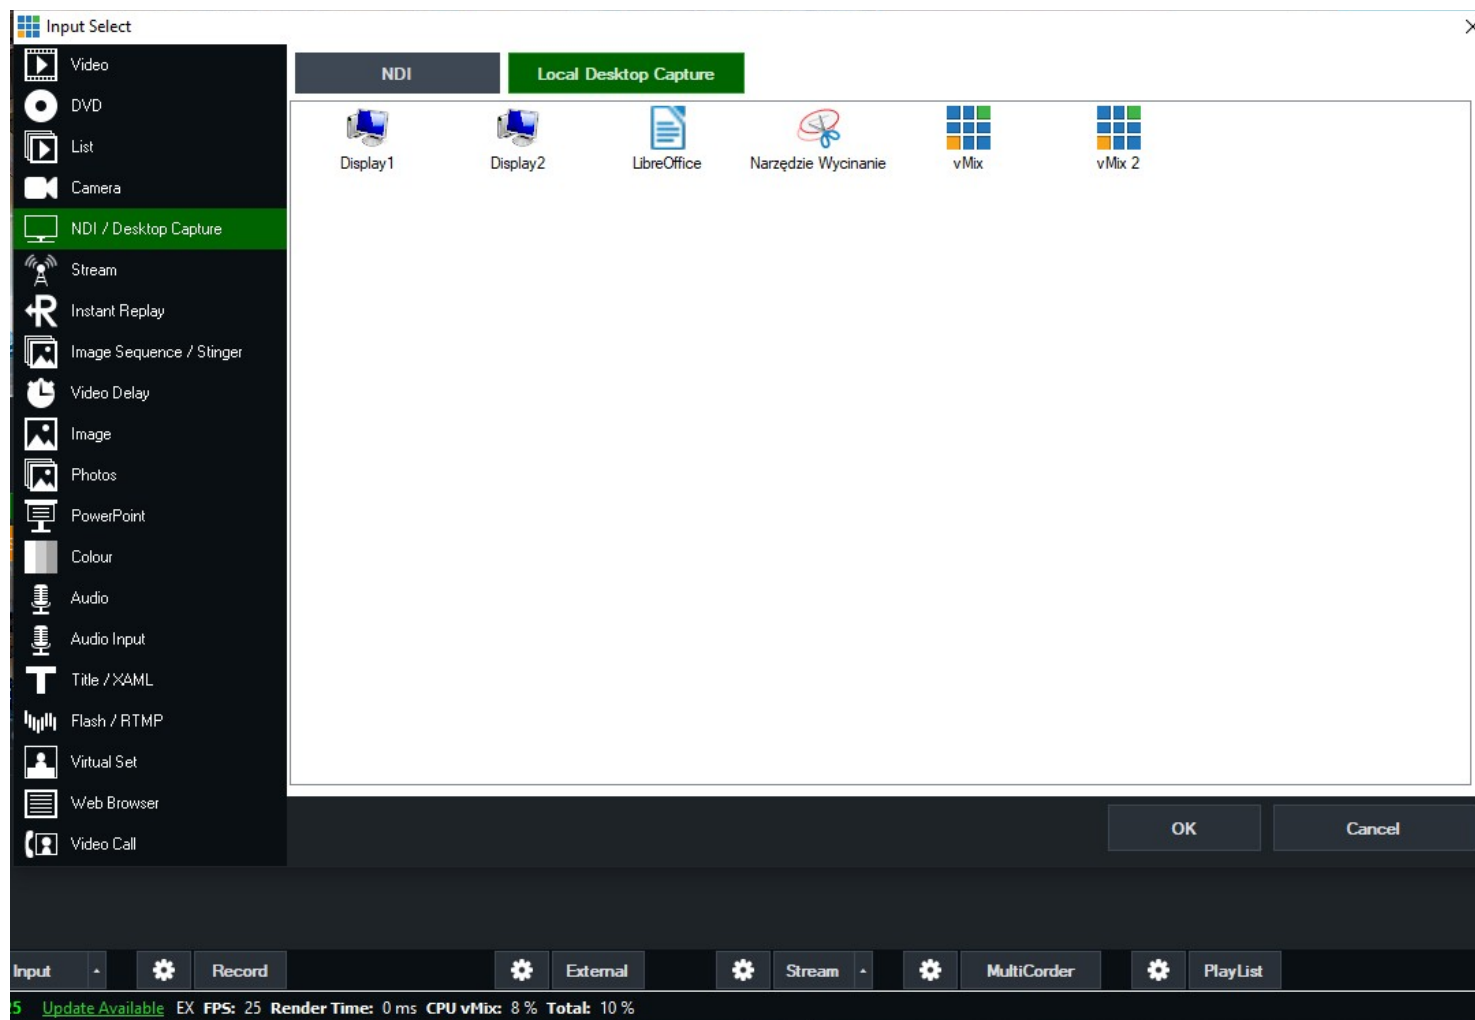 Input Select
Video
DVD
List
Camera
NDI / Desktop Capture
Stream
Instant Replay
Image Sequence / Stinger
Video Delay
Image
Photos
PowerPoint
Colour
Audio
Audio Input
Title / XAML
Flash / RTMP
Virtual Set
Web Browser
Video Call
NDI Local Desktop Capture
Display1 Display2 LibreOffice Narzędzie Wycinanie vMix vMix 2
OK Cancel
Input Record External Stream MultiCorder PlayList
5 Update Available EX FPS: 25 Render Time: 0 ms CPU vMix: 8 % Total: 10 %